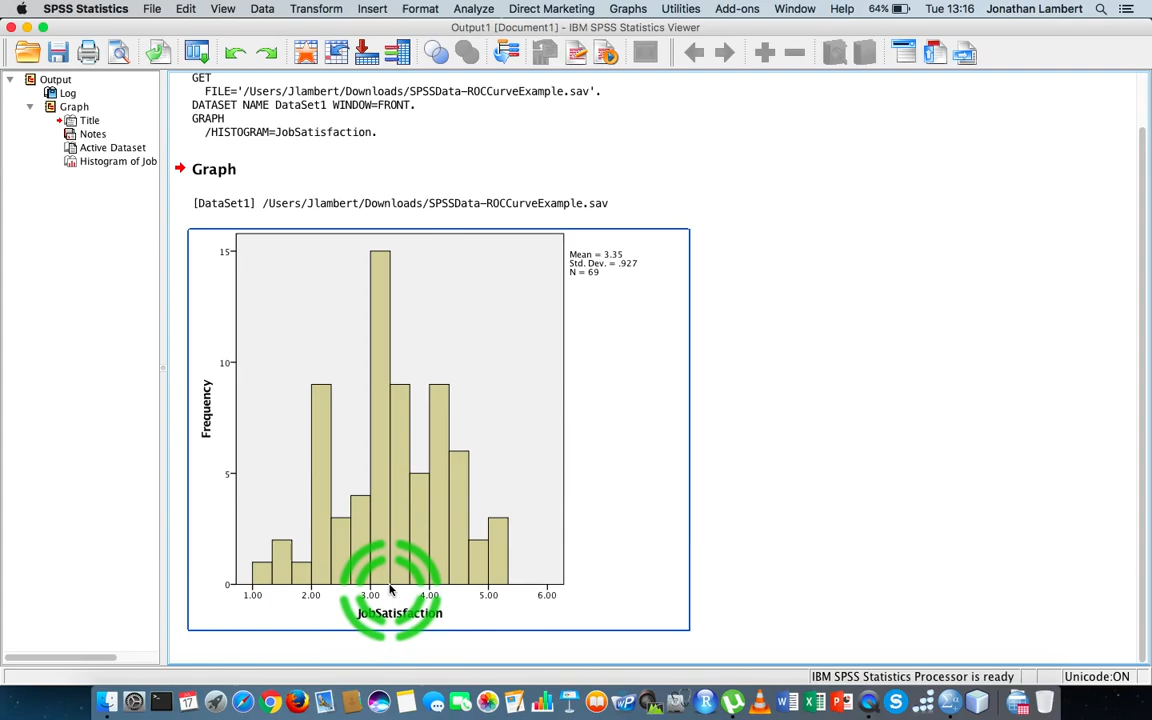 SPSS Statistics File Edit View Data Transform Insert Format Analyze Direct Marketing Graphs Utilities Add-ons Window Help 64% Tue 13:16 Jonathan Lambert
Output1 [Document1] - IBM SPSS Statistics Viewer
Output
Log
Graph
Title
Notes
Active Dataset
Histogram of Job
GET
FILE='/Users/Jlambert/Downloads/SPSSData-ROCCurveExample.sav'.
DATASET NAME DataSet1 WINDOW=FRONT.
GRAPH
/HISTOGRAM=JobSatisfaction.
Graph
[DataSet1] /Users/Jlambert/Downloads/SPSSData-ROCCurveExample.sav
Mean = 3.35
Std. Dev. = .927
N = 69
15
10
5
0
Frequency
1.00 2.00 3.00 4.00 5.00 6.00
JobSatisfaction
IBM SPSS Statistics Processor is ready Unicode:ON
17